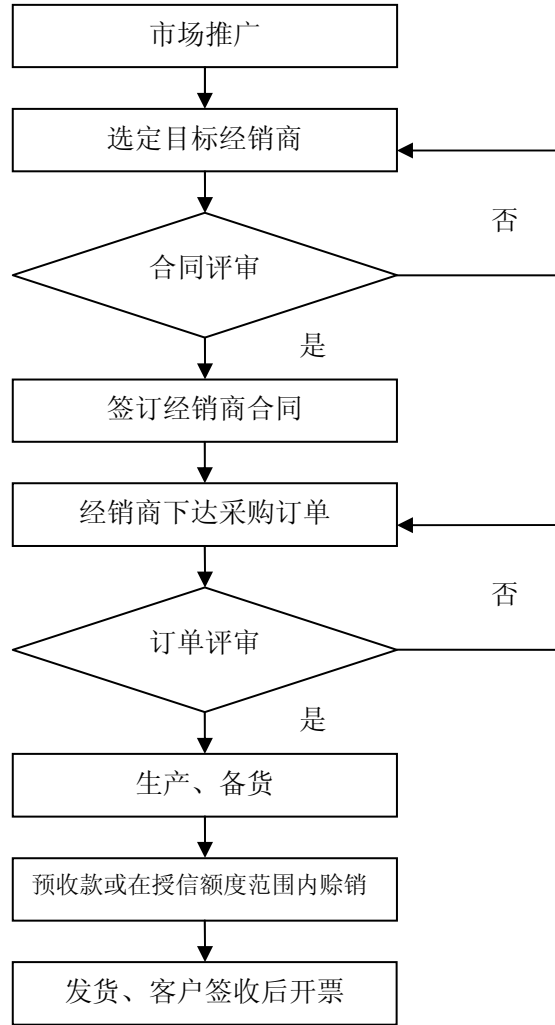 市场推广
选定目标经销商
否
合同评审
是
签订经销商合同
经销商下达采购订单
否
订单评审
是
生产、备货
预收款或在授信额度范围内赊销
发货、客户签收后开票